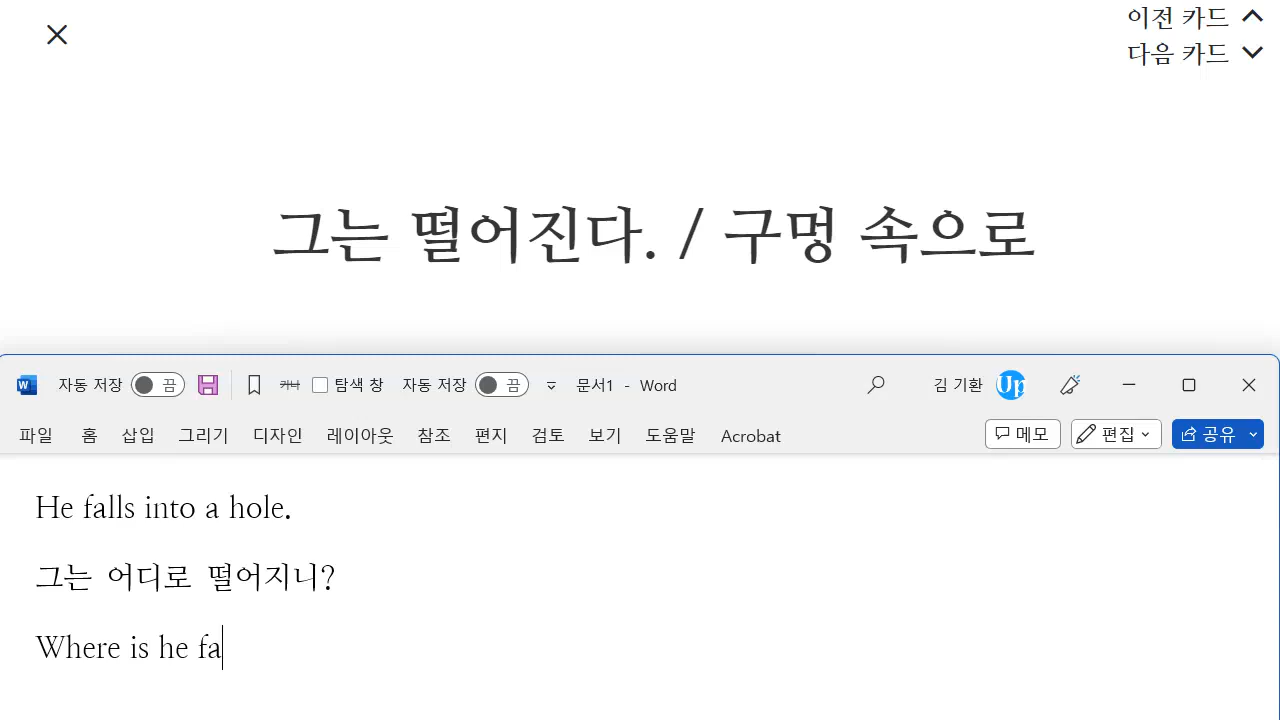 이전 카드
다음 카드
그는 떨어진다. / 구멍 속으로
자동 저장 끔 가나 탐색 창 자동 저장 끔 문서1 - Word 김 기환 Up
파일 홈 삽입 그리기 디자인 레이아웃 참조 편지 검토 보기 도움말 Acrobat 메모 편집 공유
He falls into a hole.
그는 어디로 떨어지니?
Where is he fa